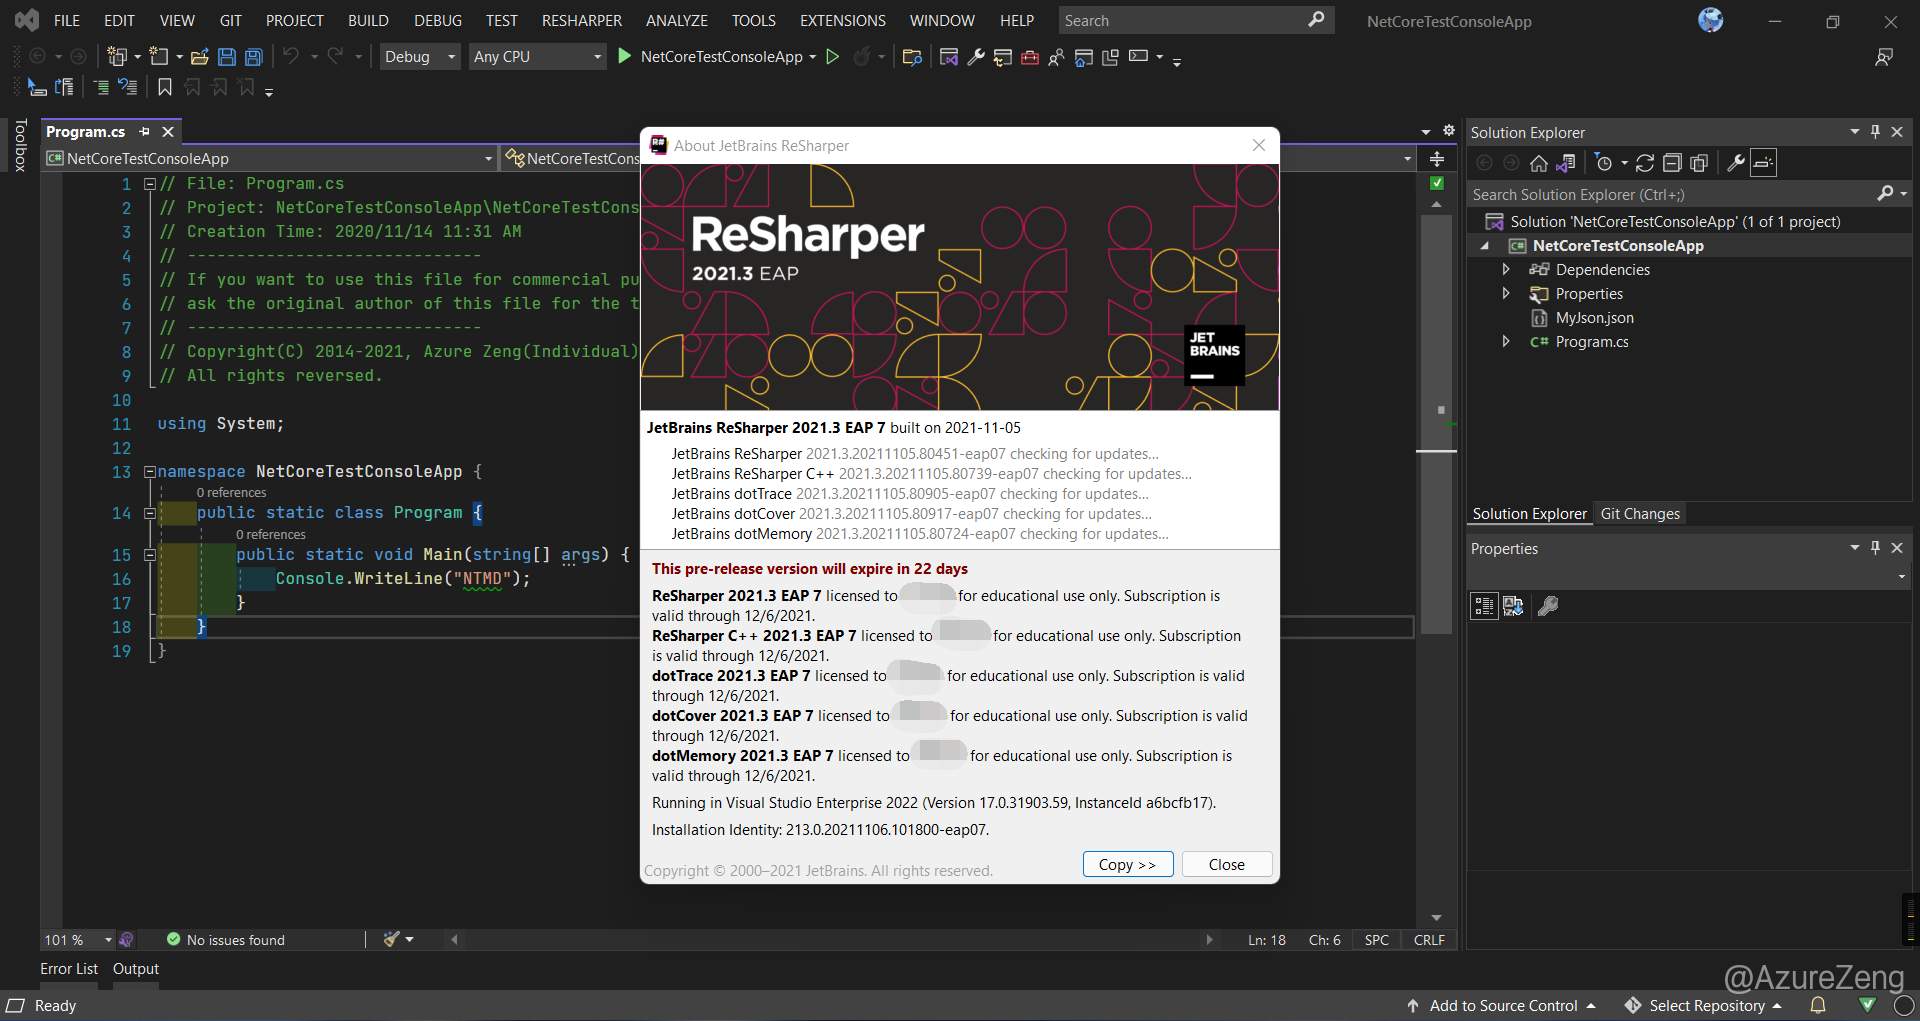 FILE EDIT VIEW GIT PROJECT BUILD DEBUG TEST RESHARPER ANALYZE TOOLS EXTENSIONS WINDOW HELP Search NetCoreTestConsoleApp
Debug Any CPU NetCoreTestConsoleApp
Toolbox
Program.cs
NetCoreTestConsoleApp NetCoreTestCons
1 // File: Program.cs
2 // Project: NetCoreTestConsoleApp\NetCoreTestCons
3 // Creation Time: 2020/11/14 11:31 AM
4 // ------------------------------
5 // If you want to use this file for commercial pu
6 // ask the original author of this file for the t
7 // ------------------------------
8 // Copyright(C) 2014-2021, Azure Zeng(Individual)
9 // All rights reversed.
10
11 using System;
12
13 namespace NetCoreTestConsoleApp {
0 references
14 public static class Program {
0 references
15 public static void Main(string[] args) {
16 Console.WriteLine("NTMD");
17 }
18 }
19 }
101 % No issues found Ln: 18 Ch: 6 SPC CRLF
Error List Output
Ready Add to Source Control Select Repository
R# About JetBrains ReSharper
ReSharper
2021.3 EAP
JET
BRAINS
JetBrains ReSharper 2021.3 EAP 7 built on 2021-11-05
JetBrains ReSharper 2021.3.20211105.80451-eap07 checking for updates...
JetBrains ReSharper C++ 2021.3.20211105.80739-eap07 checking for updates...
JetBrains dotTrace 2021.3.20211105.80905-eap07 checking for updates...
JetBrains dotCover 2021.3.20211105.80917-eap07 checking for updates...
JetBrains dotMemory 2021.3.20211105.80724-eap07 checking for updates...
This pre-release version will expire in 22 days
ReSharper 2021.3 EAP 7 licensed to for educational use only. Subscription is
valid through 12/6/2021.
ReSharper C++ 2021.3 EAP 7 licensed to for educational use only. Subscription
is valid through 12/6/2021.
dotTrace 2021.3 EAP 7 licensed to for educational use only. Subscription is valid
through 12/6/2021.
dotCover 2021.3 EAP 7 licensed to for educational use only. Subscription is valid
through 12/6/2021.
dotMemory 2021.3 EAP 7 licensed to for educational use only. Subscription is
valid through 12/6/2021.
Running in Visual Studio Enterprise 2022 (Version 17.0.31903.59, InstanceId a6bcfb17).
Installation Identity: 213.0.20211106.101800-eap07.
Copyright © 2000–2021 JetBrains. All rights reserved.
Copy >> Close
Solution Explorer
Search Solution Explorer (Ctrl+;)
Solution 'NetCoreTestConsoleApp' (1 of 1 project)
C# NetCoreTestConsoleApp
Dependencies
Properties
MyJson.json
C# Program.cs
Solution Explorer Git Changes
Properties
@AzureZeng